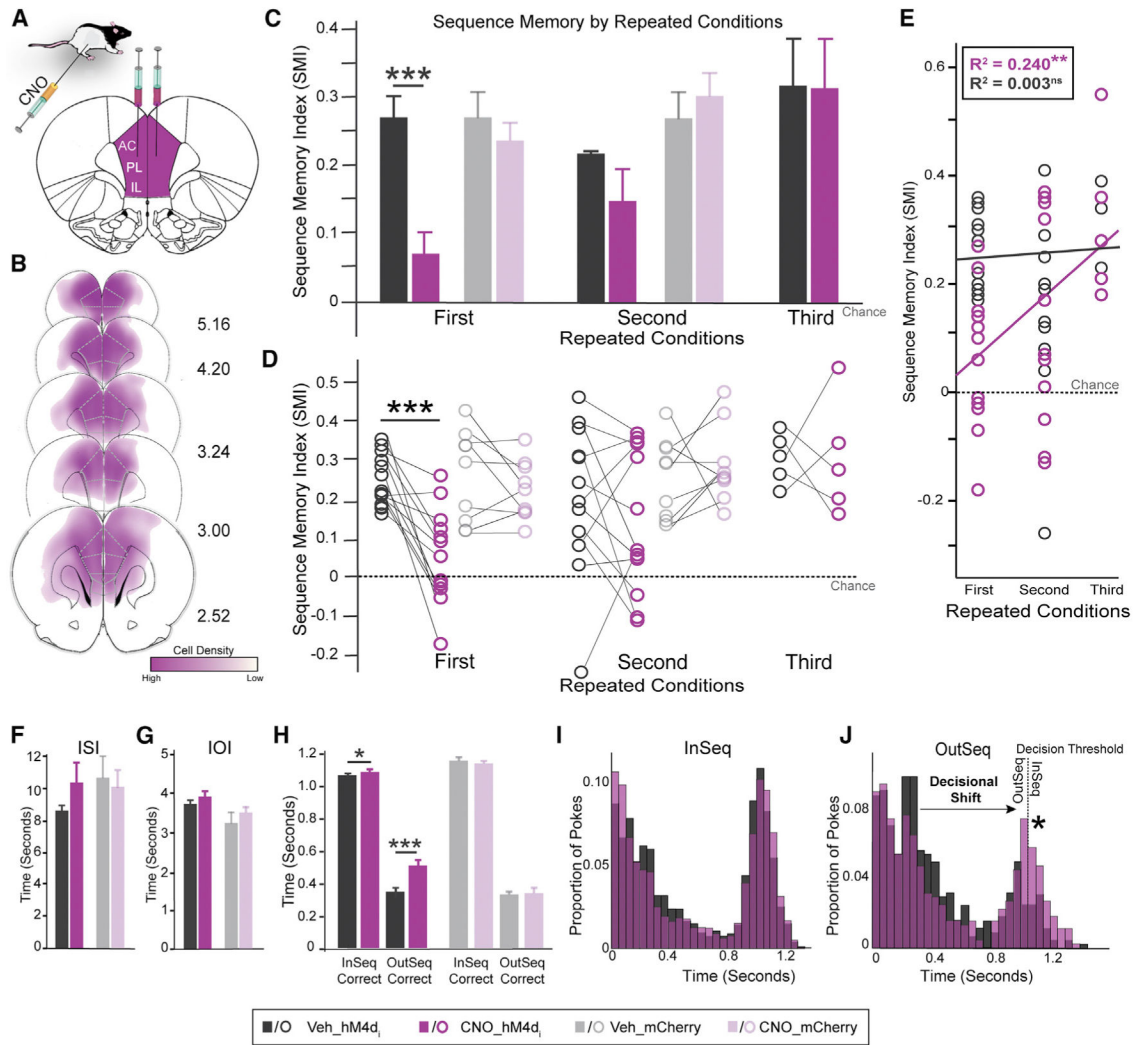 A
CNO
AC
PL
IL
B
5.16
4.20
3.24
3.00
2.52
Cell Density
High
Low
C
Sequence Memory by Repeated Conditions
Sequence Memory Index (SMI)
0.4
0.3
0.2
0.1
0
***
Chance
First
Second
Third
Repeated Conditions
D
Sequence Memory Index (SMI)
0.5
0.4
0.3
0.2
0.1
0
-0.1
-0.2
***
Chance
First
Second
Third
Repeated Conditions
E
R² = 0.240**
R² = 0.003ns
Sequence Memory Index (SMI)
0.6
0.4
0.2
0
-0.2
Chance
First
Second
Third
Repeated Conditions
F
ISI
Time (Seconds)
12
10
8
6
4
2
0
G
IOI
Time (Seconds)
5
4
3
2
1
0
H
Time (Seconds)
1.2
1.0
0.8
0.6
0.4
0.2
0.0
*
***
InSeq Correct
OutSeq Correct
InSeq Correct
OutSeq Correct
I
InSeq
Proportion of Pokes
0.10
0.05
0
0
0.4
0.8
1.2
Time (Seconds)
J
OutSeq
Decision Threshold
OutSeq
InSeq
Decisional
Shift
*
Proportion of Pokes
0.08
0.04
0
0
0.4
0.8
1.2
Time (Seconds)
/O Veh_hM4di
/O CNO_hM4di
/O Veh_mCherry
/O CNO_mCherry